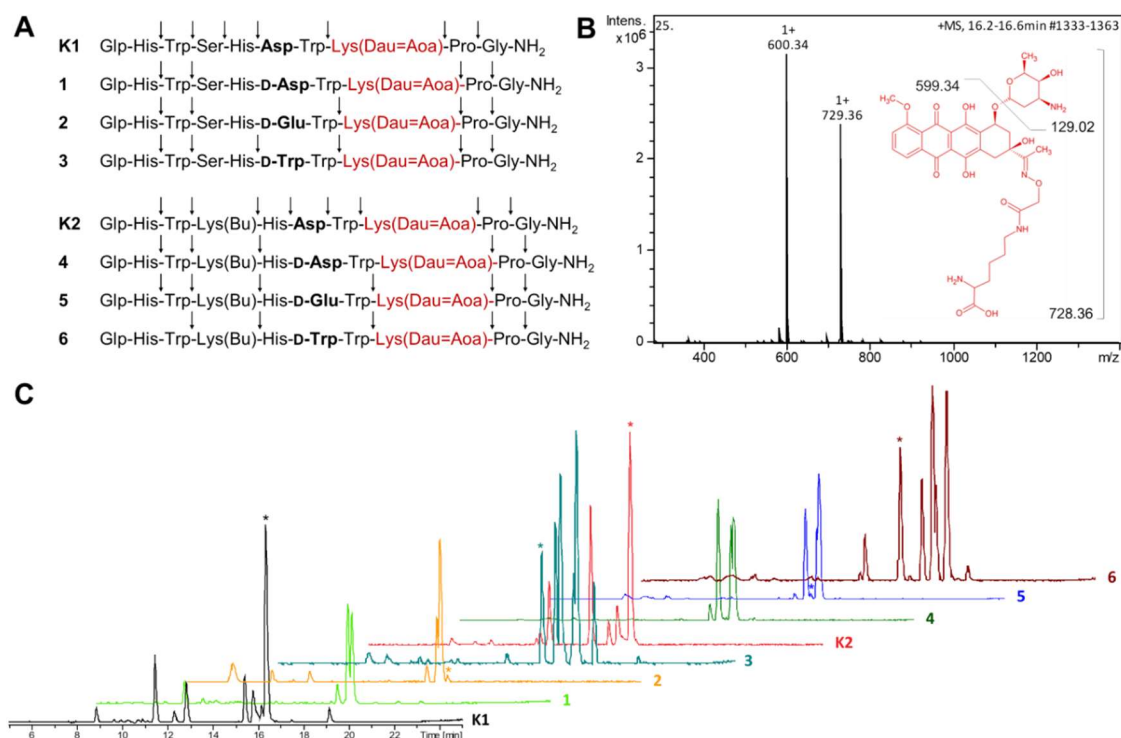 A
K1 Glp-His-Trp-Ser-His-Asp-Trp-Lys(Dau=Aoa)-Pro-Gly-NH2
1 Glp-His-Trp-Ser-His-D-Asp-Trp-Lys(Dau=Aoa)-Pro-Gly-NH2
2 Glp-His-Trp-Ser-His-D-Glu-Trp-Lys(Dau=Aoa)-Pro-Gly-NH2
3 Glp-His-Trp-Ser-His-D-Trp-Trp-Lys(Dau=Aoa)-Pro-Gly-NH2
K2 Glp-His-Trp-Lys(Bu)-His-Asp-Trp-Lys(Dau=Aoa)-Pro-Gly-NH2
4 Glp-His-Trp-Lys(Bu)-His-D-Asp-Trp-Lys(Dau=Aoa)-Pro-Gly-NH2
5 Glp-His-Trp-Lys(Bu)-His-D-Glu-Trp-Lys(Dau=Aoa)-Pro-Gly-NH2
6 Glp-His-Trp-Lys(Bu)-His-D-Trp-Trp-Lys(Dau=Aoa)-Pro-Gly-NH2
B
Intens.
x10⁶
25.
+MS, 16.2-16.6min #1333-1363
3
2
1
0
1+
600.34
1+
729.36
599.34
129.02
728.36
H3C
O
OH
NH2
OCH3
O
OH
O
OH
CH3
O
OH
N
O
O
NH
H2N
O
OH
400 600 800 1000 1200 m/z
C
*
*
*
*
*
*
6
5
4
K2
3
2
1
K1
6 8 10 12 14 16 18 20 22 Time [min]